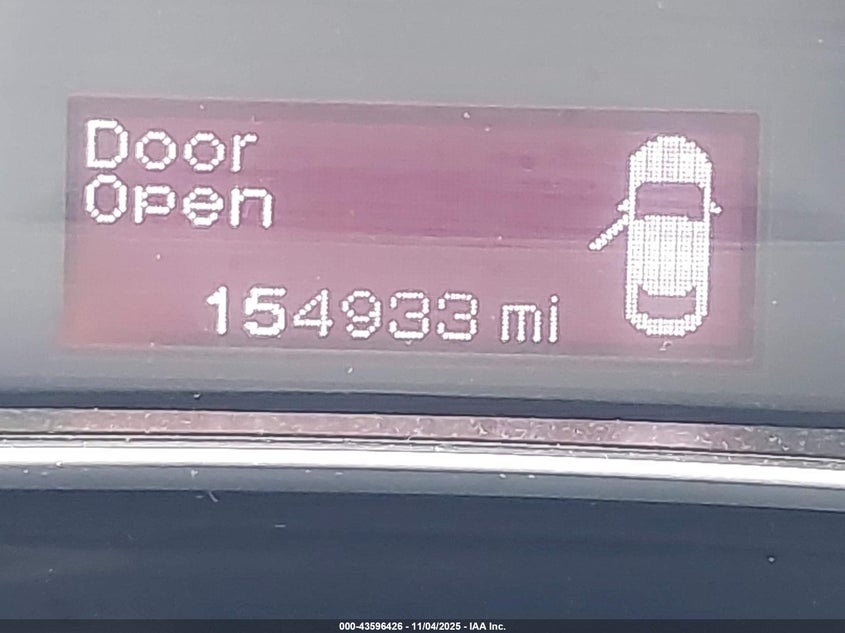 Door
Open
154933 mi
000-43596426 - 11/04/2025 - IAA Inc.